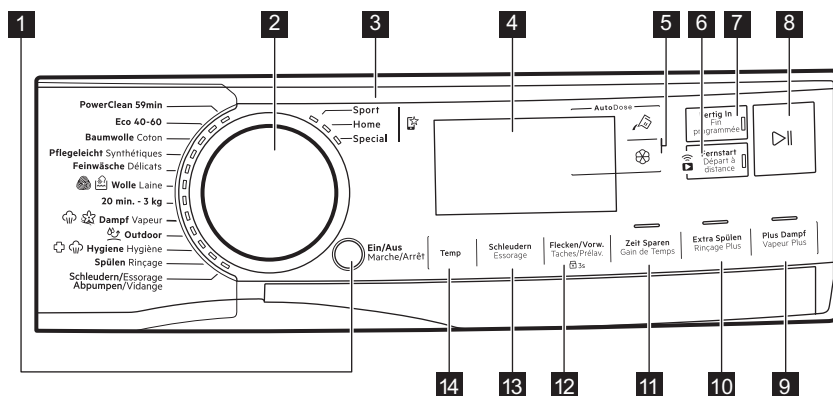 1
2
3
4
5
6
7
8
PowerClean 59min
Eco 40-60
Baumwolle Coton
Pflegeleicht Synthétiques
Feinwäsche Délicats
Wolle Laine
20 min. - 3 kg
Dampf Vapeur
Outdoor
Hygiene Hygiène
Spülen Rinçage
Schleudern/Essorage
Abpumpen/Vidange
Sport
Home
Special
Ein/Aus
Marche/Arrêt
AutoDose
Fertig In
Fin
programmée
Fernstart
Départ à
distance
Temp
Schleudern
Essorage
Flecken/Vorw.
Taches/Prélav.
3s
Zeit Sparen
Gain de Temps
Extra Spülen
Rinçage Plus
Plus Dampf
Vapeur Plus
14
13
12
11
10
9